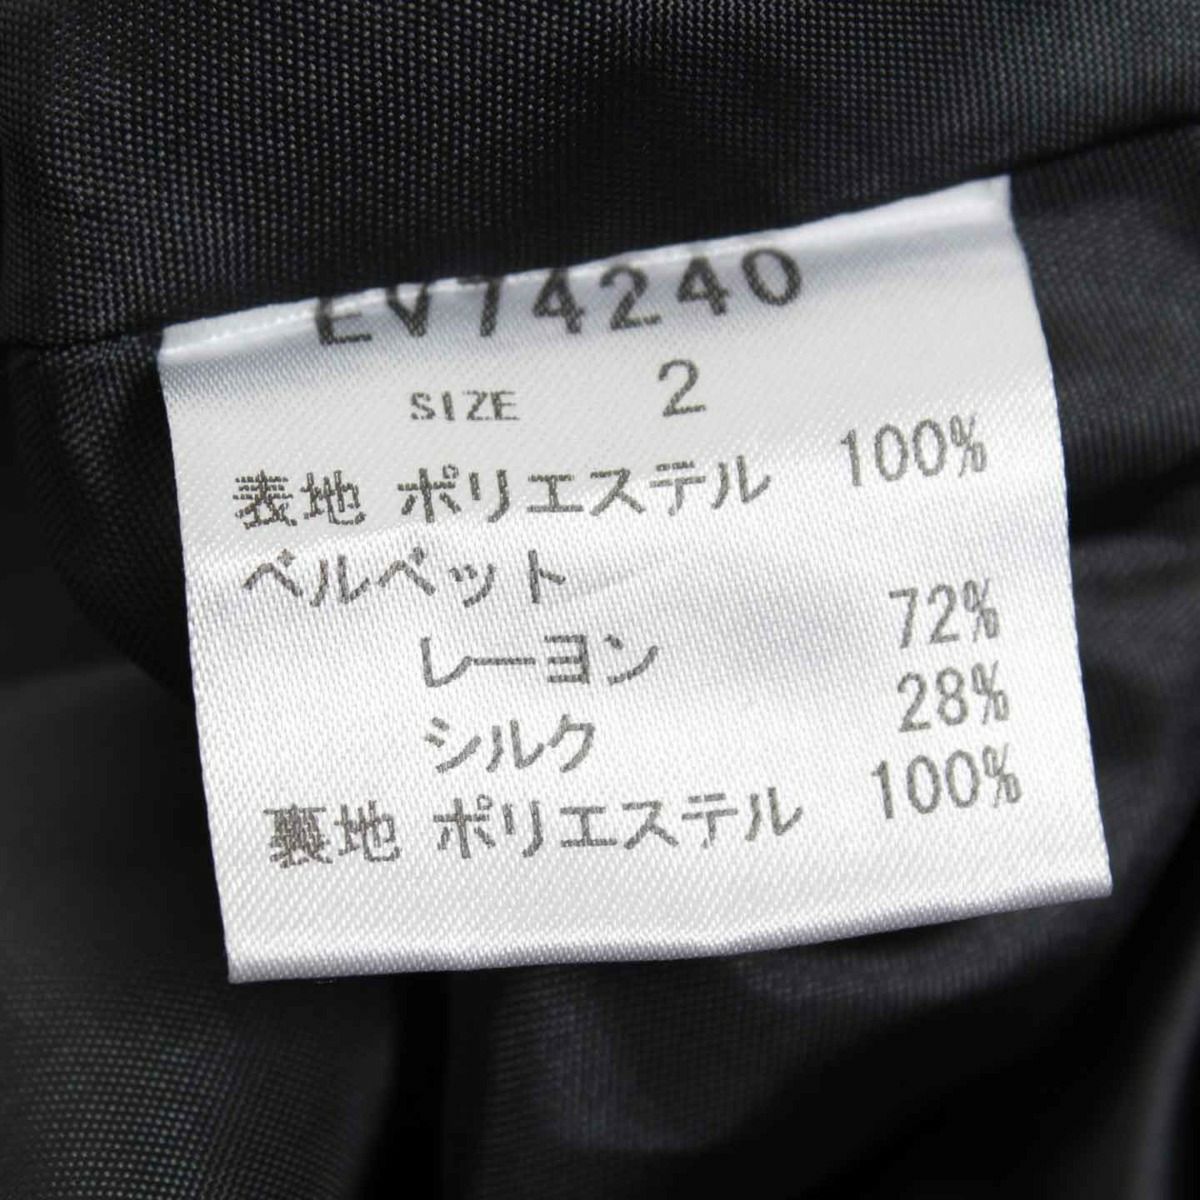 EV74240
SIZE 2
表地 ポリエステル 100%
ベルベット
レーヨン 72%
シルク 28%
裏地 ポリエステル 100%